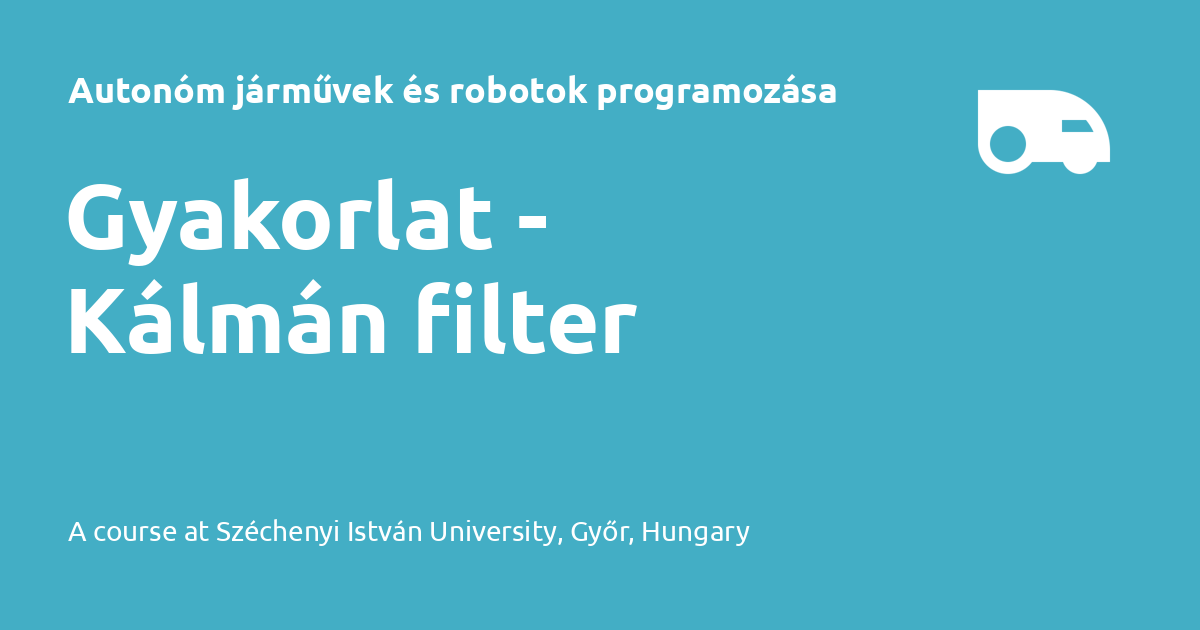 Autonóm járművek és robotok programozása
Gyakorlat -
Kálmán filter
A course at Széchenyi István University, Győr, Hungary